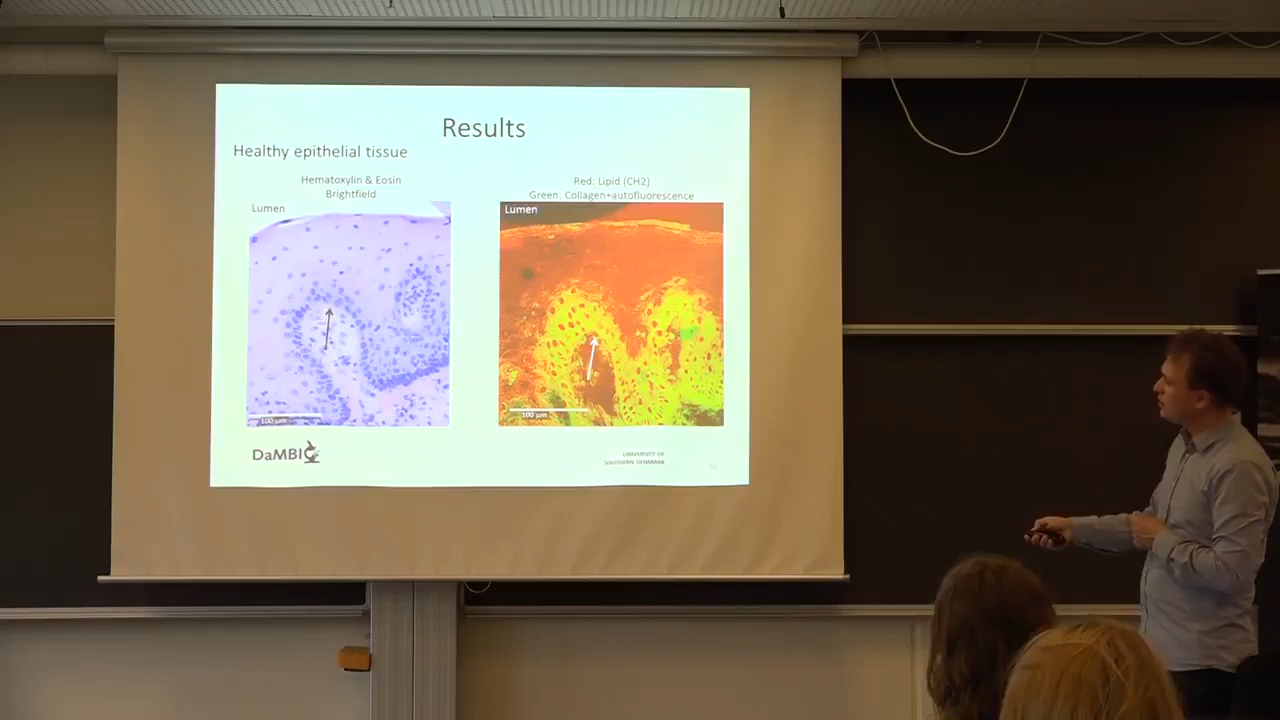 Results
Healthy epithelial tissue
Hematoxylin & Eosin
Brightfield
Red: Lipid (CH2)
Green: Collagen+autofluorescence
Lumen
Lumen
100 µm
100 µm
DaMBIC
UNIVERSITY OF
SOUTHERN DENMARK